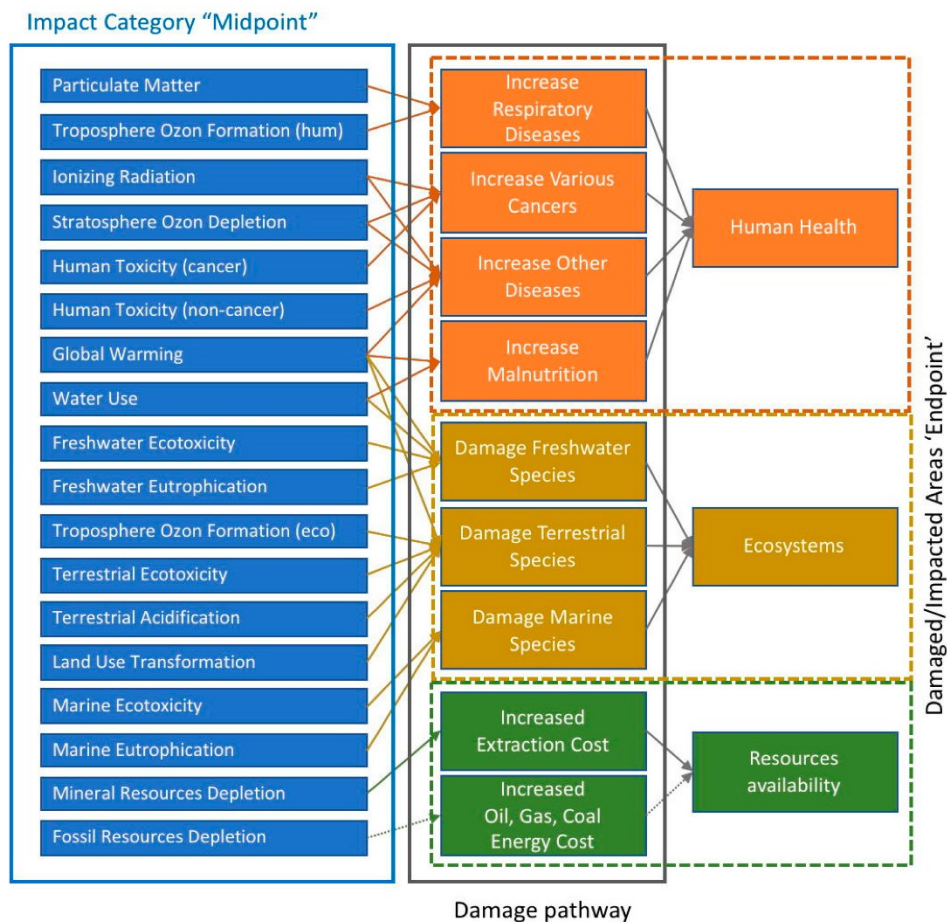 Impact Category “Midpoint”
Particulate Matter
Troposphere Ozon Formation (hum)
Ionizing Radiation
Stratosphere Ozon Depletion
Human Toxicity (cancer)
Human Toxicity (non-cancer)
Global Warming
Water Use
Freshwater Ecotoxicity
Freshwater Eutrophication
Troposphere Ozon Formation (eco)
Terrestrial Ecotoxicity
Terrestrial Acidification
Land Use Transformation
Marine Ecotoxicity
Marine Eutrophication
Mineral Resources Depletion
Fossil Resources Depletion
Increase
Respiratory
Diseases
Increase Various
Cancers
Increase Other
Diseases
Increase
Malnutrition
Damage Freshwater
Species
Damage Terrestrial
Species
Damage Marine
Species
Increased
Extraction Cost
Increased
Oil, Gas, Coal
Energy Cost
Human Health
Ecosystems
Resources
availability
Damaged/Impacted Areas ‘Endpoint’
Damage pathway